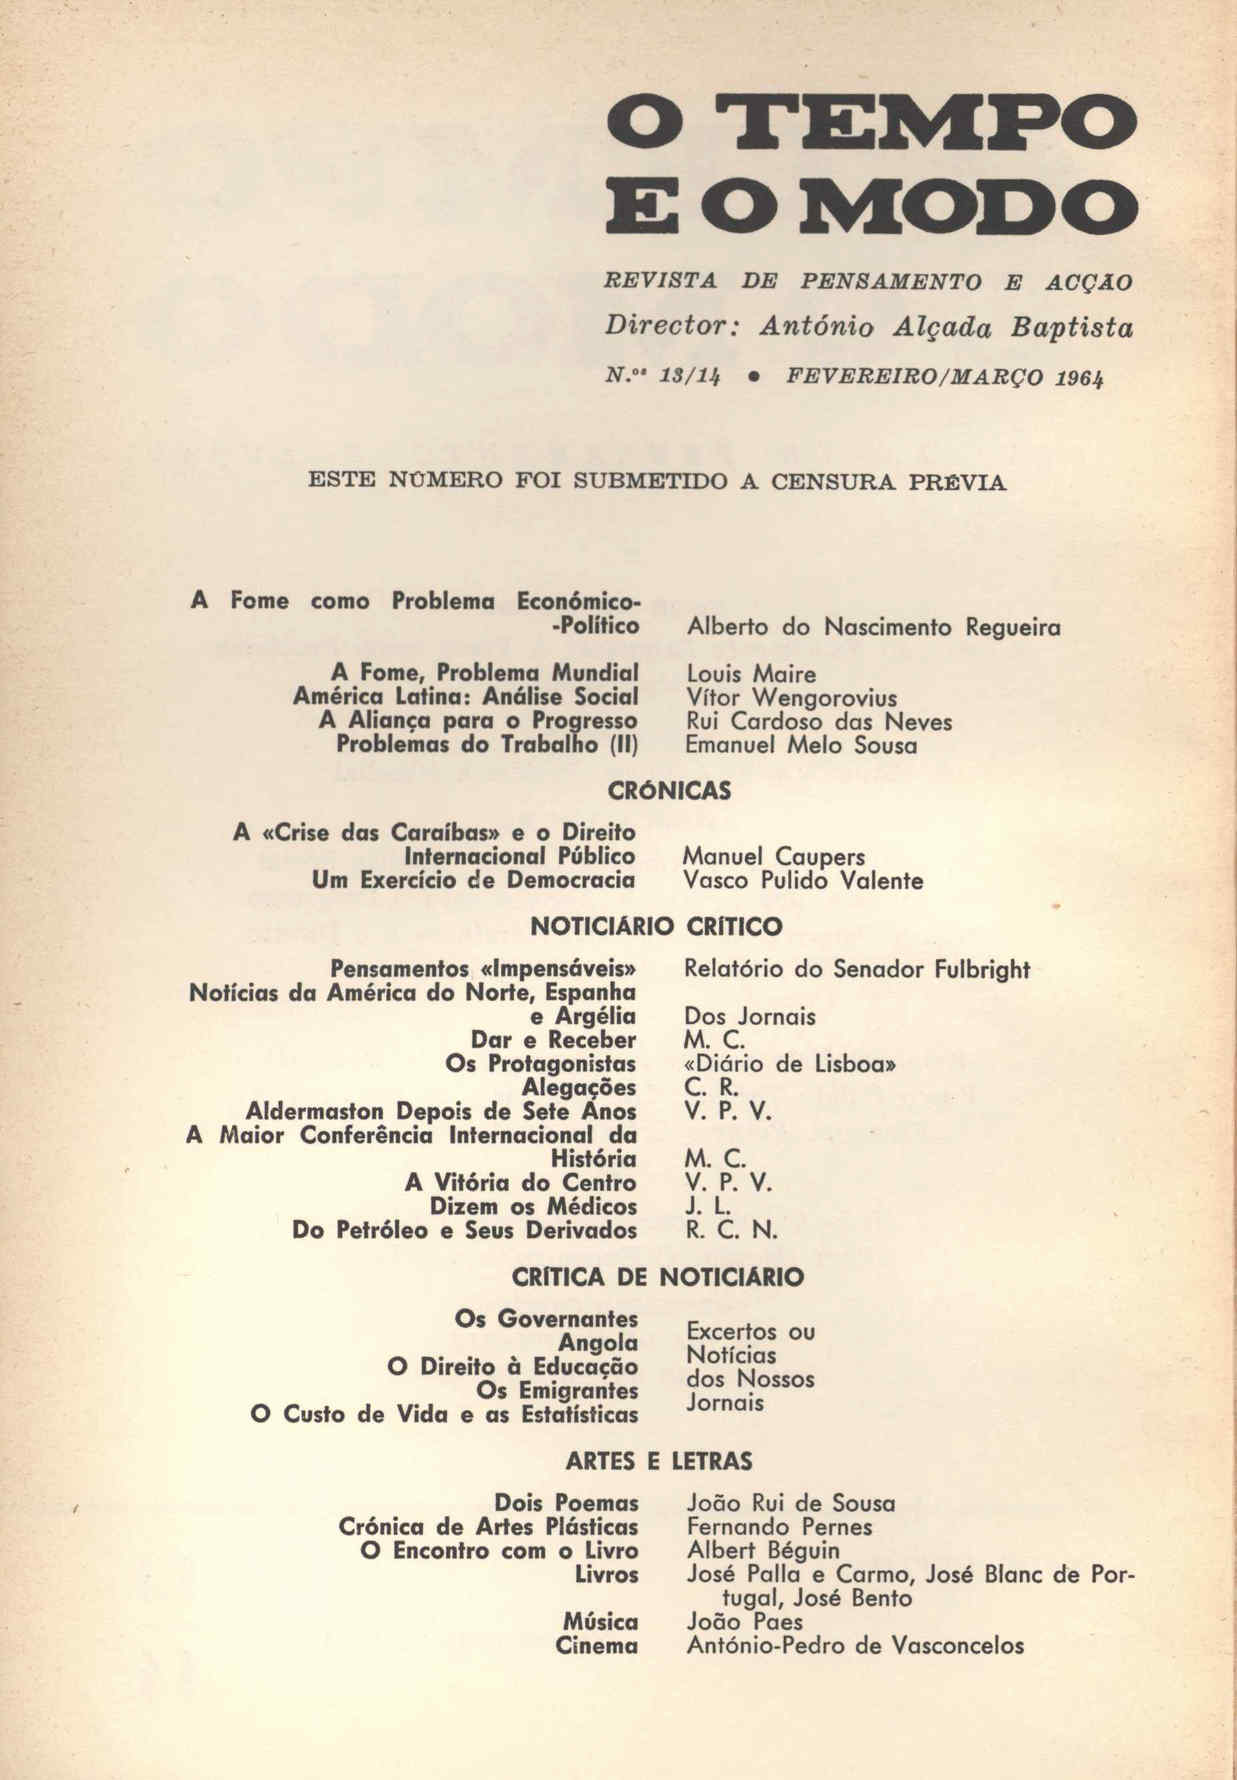 O TEMPO
E O MODO
REVISTA DE PENSAMENTO E ACÇÃO
Director: António Alçada Baptista
N.os 13/14 • FEVEREIRO/MARÇO 1964
ESTE NÚMERO FOI SUBMETIDO A CENSURA PRÉVIA
A Fome como Problema Económico-
-Político Alberto do Nascimento Regueira
A Fome, Problema Mundial Louis Maire
América Latina: Análise Social Vítor Wengorovius
A Aliança para o Progresso Rui Cardoso das Neves
Problemas do Trabalho (II) Emanuel Melo Sousa
CRÓNICAS
A «Crise das Caraíbas» e o Direito
Internacional Público Manuel Caupers
Um Exercício de Democracia Vasco Pulido Valente
NOTICIÁRIO CRÍTICO
Pensamentos «Impensáveis» Relatório do Senador Fulbright
Notícias da América do Norte, Espanha
e Argélia Dos Jornais
Dar e Receber M. C.
Os Protagonistas «Diário de Lisboa»
Alegações C. R.
Aldermaston Depois de Sete Anos V. P. V.
A Maior Conferência Internacional da
História M. C.
A Vitória do Centro V. P. V.
Dizem os Médicos J. L.
Do Petróleo e Seus Derivados R. C. N.
CRÍTICA DE NOTICIÁRIO
Os Governantes
Angola
O Direito à Educação
Os Emigrantes
O Custo de Vida e as Estatísticas
Excertos ou
Notícias
dos Nossos
Jornais
ARTES E LETRAS
Dois Poemas João Rui de Sousa
Crónica de Artes Plásticas Fernando Pernes
O Encontro com o Livro Albert Béguin
Livros José Palla e Carmo, José Blanc de Por-
tugal, José Bento
Música João Paes
Cinema António-Pedro de Vasconcelos